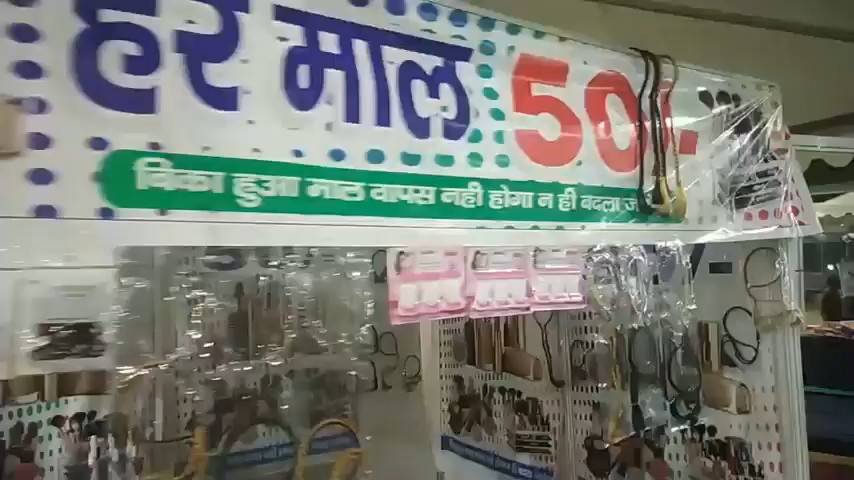 हर माल 50/-
बिका हुआ माल वापस नही होगा न ही बदला